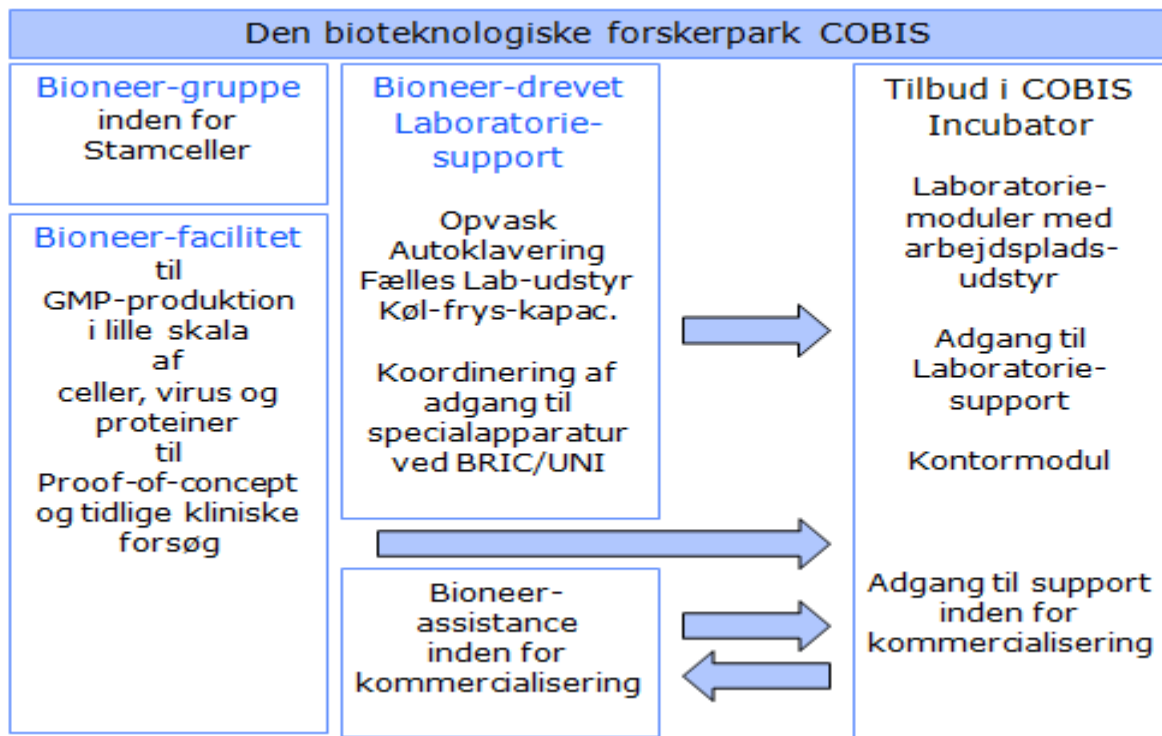 Den bioteknologiske forskerpark COBIS
Bioneer-gruppe
inden for
Stamceller
Bioneer-facilitet
til
GMP-produktion
i lille skala
af
celler, virus og
proteiner
til
Proof-of-concept
og tidlige kliniske
forsøg
Bioneer-drevet
Laboratorie-
support
Opvask
Autoklavering
Fælles Lab-udstyr
Køl-frys-kapac.
Koordinering af
adgang til
specialapparatur
ved BRIC/UNI
Bioneer-
assistance
inden for
kommercialisering
Tilbud i COBIS
Incubator
Laboratorie-
moduler med
arbejdsplads-
udstyr
Adgang til
Laboratorie-
support
Kontormodul
Adgang til support
inden for
kommercialisering